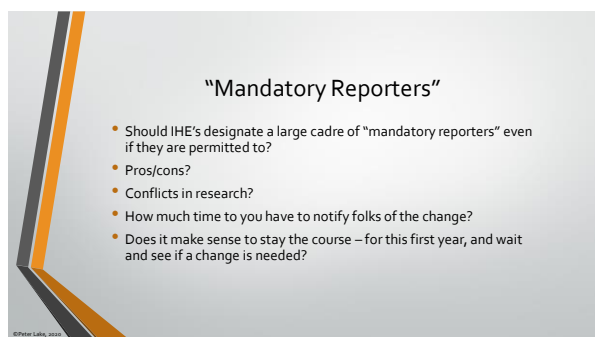 “Mandatory Reporters”
• Should IHE’s designate a large cadre of “mandatory reporters” even
if they are permitted to?
• Pros/cons?
• Conflicts in research?
• How much time to you have to notify folks of the change?
• Does it make sense to stay the course – for this first year, and wait
and see if a change is needed?
©Peter Lake, 2020